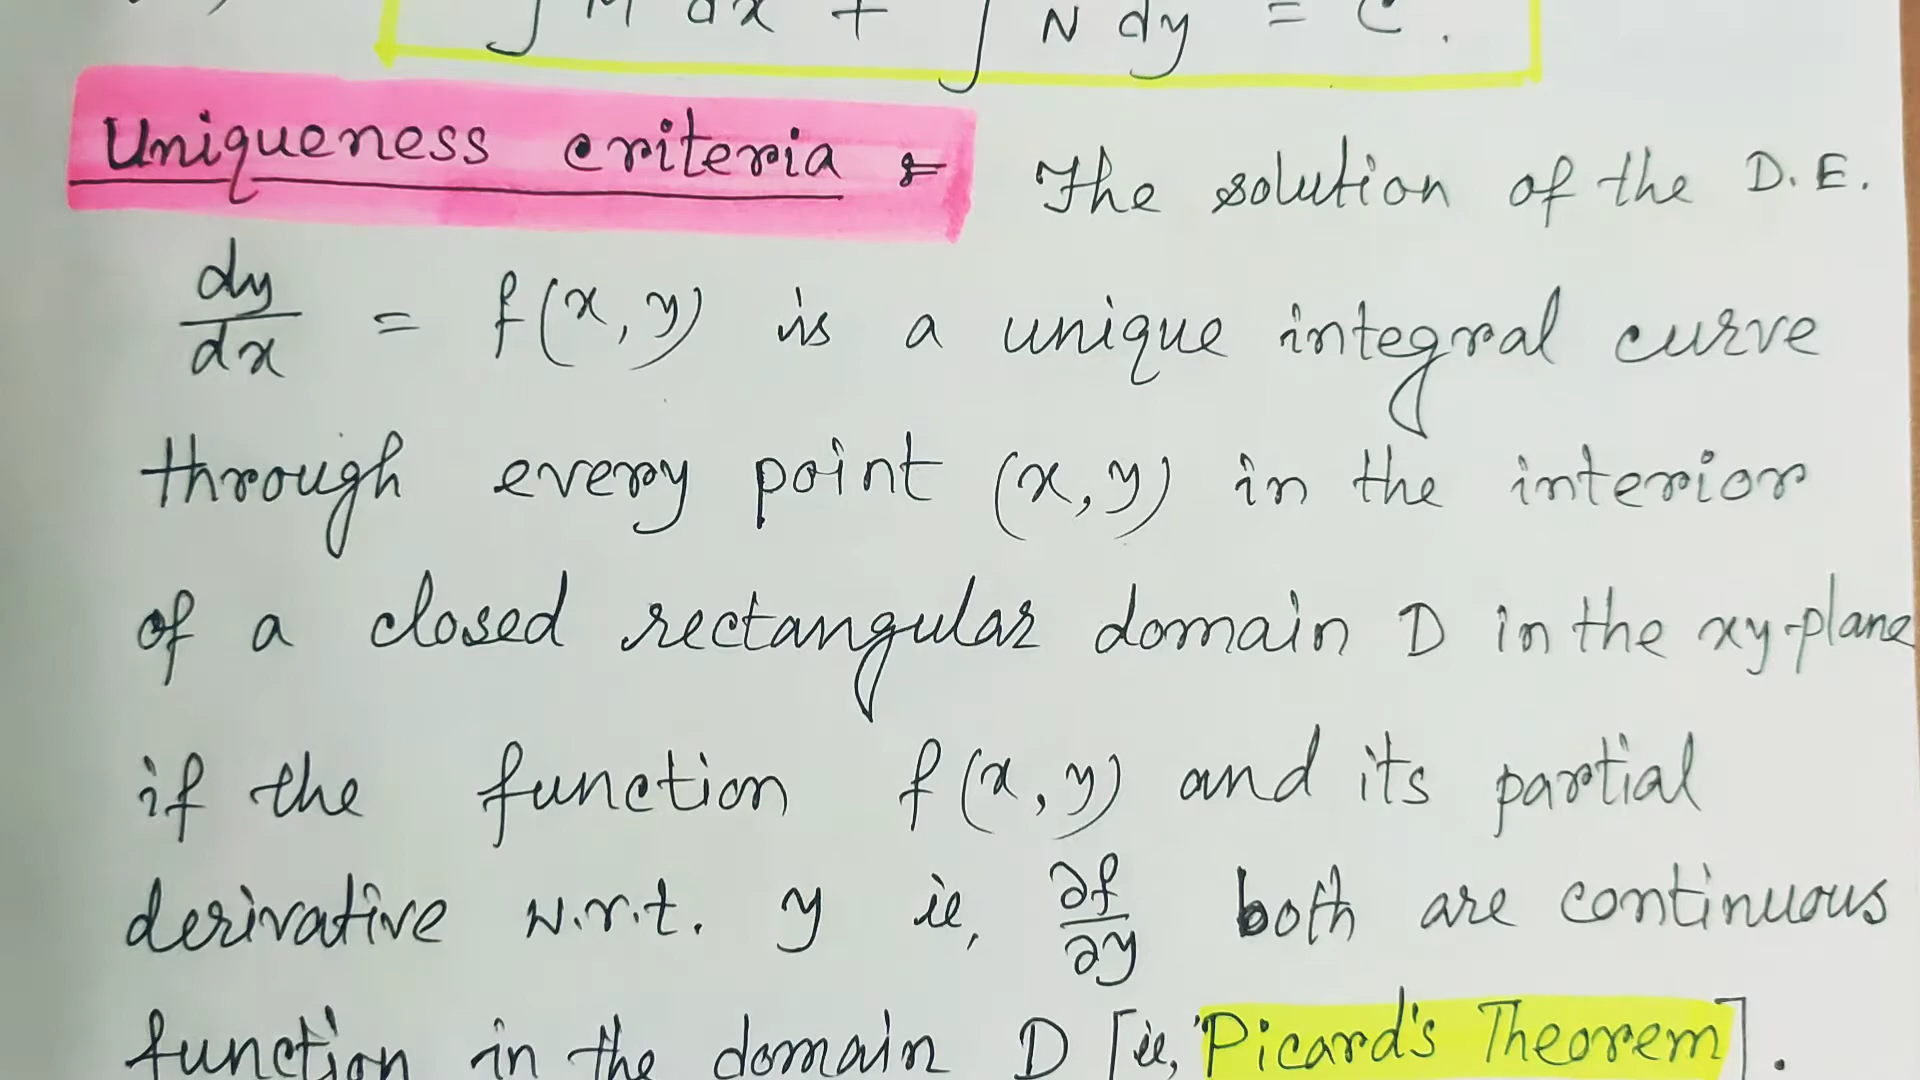 ∫ M dx + ∫ N dy = C.
Uniqueness criteria :- The solution of the D.E.
dy/dx = f(x, y) is a unique integral curve
through every point (x, y) in the interior
of a closed rectangular domain D in the xy-plane
if the function f(x, y) and its partial
derivative w.r.t. y ie, ∂f/∂y both are continuous
function in the domain D [ie, 'Picard's Theorem].